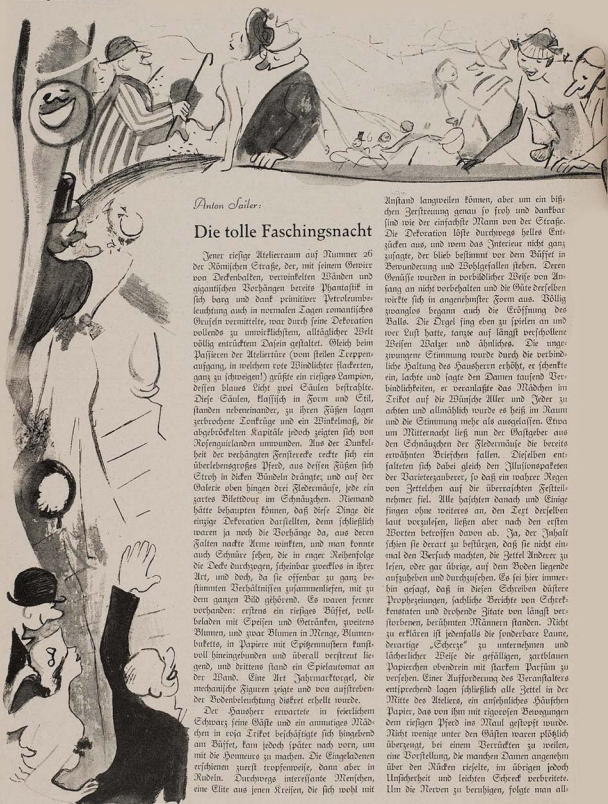 Anton Sailer:
Die tolle Faschingsnacht
Jener riesige Atelierraum auf Nummer 26
der Römischen Straße, der, mit seinem Gewirr
von Deckenbalken, verwinkelten Wänden und
gigantischen Vorhängen bereits Phantastik in
sich barg und dank primitiver Petroleumbe-
leuchtung auch in normalen Tagen romantisches
Gruseln vermittelte, war durch seine Dekoration
vollends zu unwirklichstem, alltäglicher Welt
völlig entrücktem Dasein gestaltet. Gleich beim
Passieren der Ateliertüre (vom steilen Treppen-
aufgang, in welchem rote Windlichter flackerten,
ganz zu schweigen!) grüßte ein riesiges Lampion,
dessen blaues Licht zwei Säulen bestrahlte.
Diese Säulen, klassisch in Form und Stil,
standen nebeneinander, zu ihren Füßen lagen
zerbrochene Tonkrüge und ein Winkelmaß, die
abgebröckelten Kapitäle jedoch zeigten sich von
Rosenguirlanden umwunden. Aus der Dunkel-
heit der verhängten Fensterecke reckte sich ein
überlebensgroßes Pferd, aus dessen Füßen sich
Stroh in dicken Bündeln drängte; und auf der
Galerie oben hingen drei Fledermäuse, jede ein
zartes Billettdoux im Schnäuzchen. Niemand
hätte behaupten können, daß diese Dinge die
einzige Dekoration darstellten, denn schließlich
waren ja noch die Vorhänge da, aus deren
Falten nackte Arme winkten, und man konnte
auch Schnüre sehen, die in enger Reihenfolge
die Decke durchzogen, scheinbar zwecklos in ihrer
Art, und doch, da sie offenbar zu ganz be-
stimmten Verhältnissen zusammenliefen, mit zu
dem ganzen Bild gehörend. Es waren ferner
vorhanden: erstens ein riesiges Büffet, voll-
beladen mit Speisen und Getränken, zweitens
Blumen, und zwar Blumen in Menge, Blumen-
bukette, in Papiere mit Spitzenmustern kunst-
voll hineingebunden und überall verstreut lie-
gend, und drittens stand ein Spielautomat an
der Wand. Eine Art Jahrmarktorgel, die
mechanische Figuren zeigte und von aufstreben-
der Bodenbeleuchtung diskret erhellt wurde.
Der Hausherr erwartete in feierlichem
Schwarz seine Gäste und ein anmutiges Mäd-
chen in rosa Trikot beschäftigte sich hingebend
am Büffet, kam jedoch später nach vorn, um
mit die Honneurs zu machen. Die Eingeladenen
erschienen zuerst tropfenweise, dann aber in
Rudeln. Durchwegs interessante Menschen,
eine Elite aus jenen Kreisen, die sich wohl mit
Anstand langweilen können, aber um ein biß-
chen Zerstreuung genau so froh und dankbar
sind wie der einfachste Mann von der Straße.
Die Dekoration löste durchwegs helles Ent-
zücken aus, und wem das Interieur nicht ganz
zusagte, der blieb bestimmt vor dem Büffet in
Bewunderung und Wohlgefallen stehen. Deren
Genüsse wurden in vorbildlicher Weise von An-
fang an nicht vorbehalten und die Güte derselben
wirkte sich in angenehmster Form aus. Völlig
zwanglos begann auch die Eröffnung des
Balls. Die Orgel fing eben zu spielen an und
wer Lust hatte, tanzte auf längst verschollene
Weisen Walzer und ähnliches. Die unge-
zwungene Stimmung wurde durch die verbind-
liche Haltung des Hausherrn erhöht, er schenkte
ein, lachte und sagte den Damen tausend Ver-
bindlichkeiten, er veranlaßte das Mädchen im
Trikot auf die Wünsche Aller und Jeder zu
achten und allmählich wurde es heiß im Raum
und die Stimmung mehr als ausgelassen. Etwa
um Mitternacht ließ nun der Gastgeber aus
den Schnäuzchen der Fledermäuse die bereits
erwähnten Brieschen fallen. Dieselben ent-
falteten sich dabei gleich den Illusionspaketen
der Varietezauberer, so daß ein wahrer Regen
von Zettelchen auf die überraschten Festteil-
nehmer fiel. Alle haschten danach und Einige
fingen ohne weiteres an, den Text derselben
laut vorzulesen, ließen aber nach den ersten
Worten betroffen davon ab. Ja, der Inhalt
schien sie derart zu bestürzen, daß sie nicht ein-
mal den Versuch machten, die Zettel Anderer zu
lesen, oder gar übrige, auf dem Boden liegende
aufzuheben und durchzusehen. Es sei hier immer-
hin gesagt, daß in diesen Schreiben düstere
Prophezeiungen, sachliche Berichte von Schrek-
kenstaten und drohende Zitate von längst ver-
storbenen, berühmten Männern standen. Nicht
zu erklären ist jedenfalls die sonderbare Laune,
derartige „Scherze“ zu unternehmen und
lächerlicher Weise die gefälligen, zartblauen
Papierchen obendrein mit starkem Parfüm zu
versehen. Einer Aufforderung des Veranstalters
entsprechend lagen schließlich alle Zettel in der
Mitte des Ateliers, ein ansehnliches Häufchen
Papier, das von ihm mit rigorosen Bewegungen
dem riesigen Pferd ins Maul gestopft wurde.
Nicht wenige unter den Gästen waren plötzlich
überzeugt, bei einem Verrückten zu weilen,
eine Vorstellung, die manchen Damen angenehm
über den Rücken rieselte, im übrigen jedoch
Unsicherheit und leichten Schreck verbreitete.
Um die Nerven zu beruhigen, folgte man all-